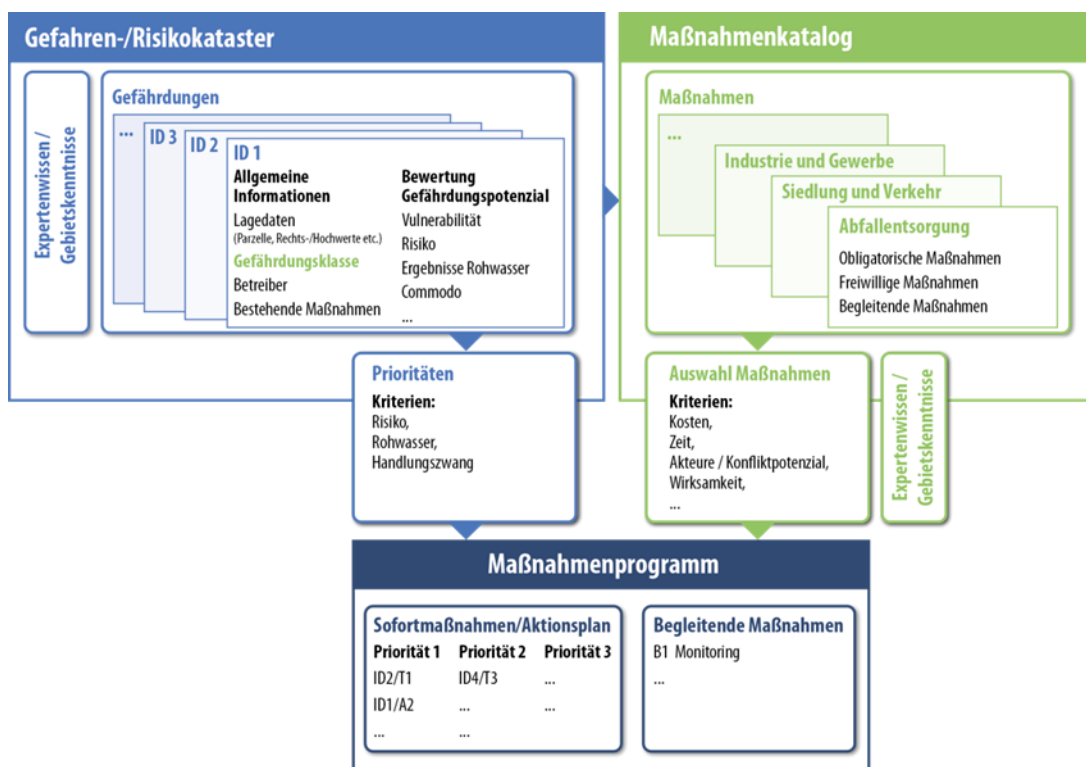 Gefahren-/Risikokataster
Expertenwissen /
Gebietskenntnisse
Gefährdungen
...
ID 3
ID 2
ID 1
Allgemeine
Informationen
Lagedaten
(Parzelle, Rechts-/Hochwerte etc.)
Gefährdungsklasse
Betreiber
Bestehende Maßnahmen
Bewertung
Gefährdungspotenzial
Vulnerabilität
Risiko
Ergebnisse Rohwasser
Commodo
...
Maßnahmenkatalog
Maßnahmen
...
Industrie und Gewerbe
Siedlung und Verkehr
Abfallentsorgung
Obligatorische Maßnahmen
Freiwillige Maßnahmen
Begleitende Maßnahmen
Prioritäten
Kriterien:
Risiko,
Rohwasser,
Handlungszwang
Auswahl Maßnahmen
Kriterien:
Kosten,
Zeit,
Akteure / Konfliktpotenzial,
Wirksamkeit,
...
Expertenwissen /
Gebietskenntnisse
Maßnahmenprogramm
Sofortmaßnahmen/Aktionsplan
Priorität 1 Priorität 2 Priorität 3
ID2/T1 ID4/T3 ...
ID1/A2 ... ...
... ...
Begleitende Maßnahmen
B1 Monitoring
...